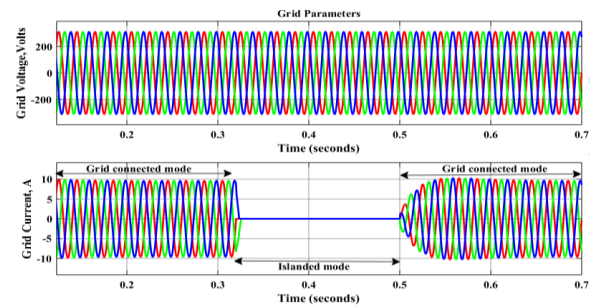 Grid Parameters
Grid Voltage,Volts
200
0
-200
0.2 0.3 0.4 0.5 0.6 0.7
Time (seconds)
Grid Current, A
10
5
0
-5
-10
Grid connected mode
Grid connected mode
Islanded mode
0.2 0.3 0.4 0.5 0.6 0.7
Time (seconds)